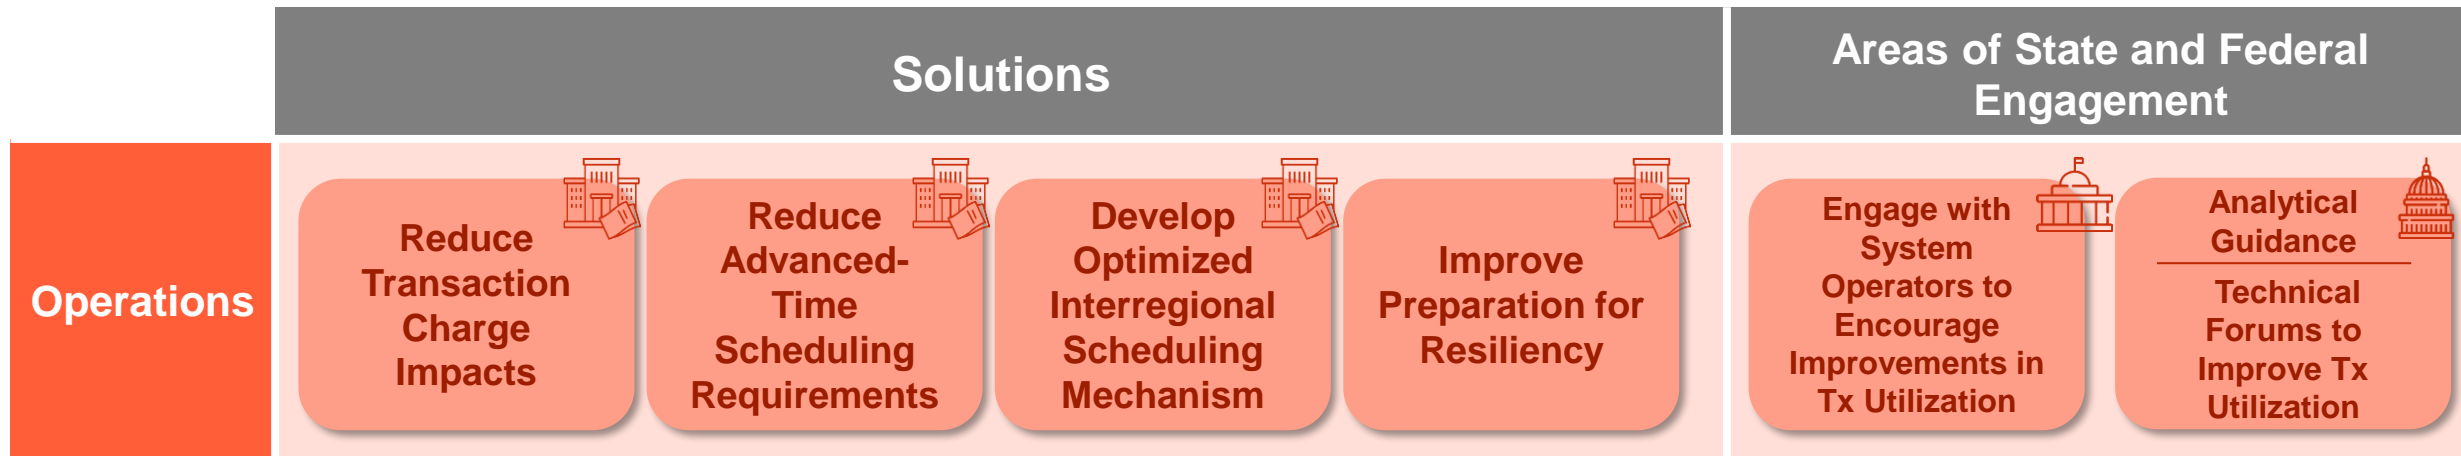 Solutions
Areas of State and Federal
Engagement
Operations
Reduce
Transaction
Charge
Impacts
Reduce
Advanced-
Time
Scheduling
Requirements
Develop
Optimized
Interregional
Scheduling
Mechanism
Improve
Preparation for
Resiliency
Engage with
System
Operators to
Encourage
Improvements in
Tx Utilization
Analytical
Guidance
Technical
Forums to
Improve Tx
Utilization